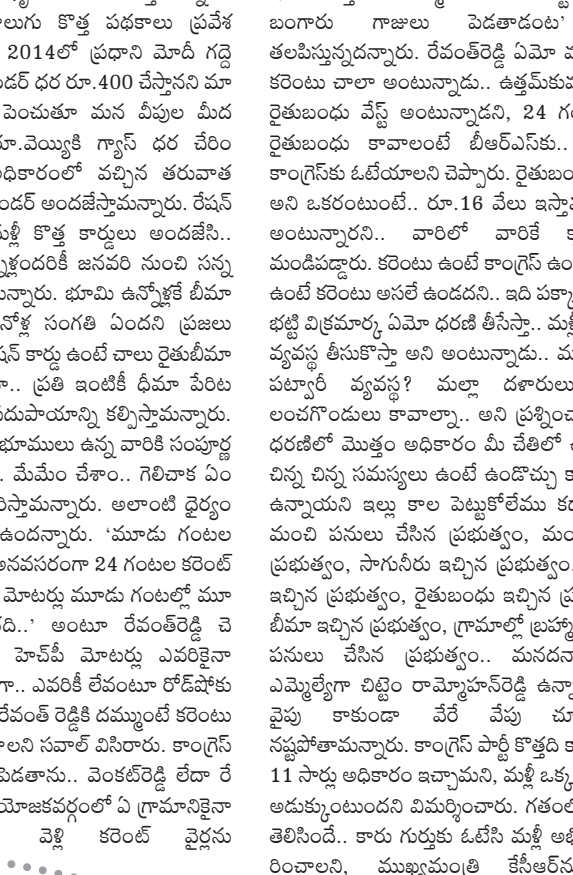 లుగు కొత్త పథకాలు ప్రవేశ
2014లో ప్రధాని మోదీ గద్దె
ండర్ ధర రూ.400 చేస్తానని మా
పెంచుతూ మన వీపుల మీద
రూ.వెయ్యికి గ్యాస్ ధర చేరిం
ధికారంలో వచ్చిన తరువాత
ండర్ అందజేస్తామన్నారు. రేషన్
మళ్లీ కొత్త కార్డులు అందజేసి..
న్నోళ్లందరికీ జనవరి నుంచి సన్న
మన్నారు. భూమి ఉన్నోళ్లకే బీమా
నోళ్ల సంగతి ఏందని ప్రజలు
షన్ కార్డు ఉంటే చాలు రైతుబీమా
గా.. ప్రతి ఇంటికీ ధీమా పేరిట
దుపాయాన్ని కల్పిస్తామన్నారు.
భూములు ఉన్న వారికి సంపూర్ణ
. మేమేం చేశాం.. గెలిచాక ఏం
రిస్తామన్నారు. అలాంటి ధైర్యం
ఉందన్నారు. ‘మూడు గంటల
అనవసరంగా 24 గంటల కరెంట్
మోటర్లు మూడు గంటల్లో మూ
ది..’ అంటూ రేవంత్‌రెడ్డి చె
హెచ్‌పీ మోటర్లు ఎవరికైనా
గా.. ఎవరికీ లేవంటూ రోడ్‌షోకు
రేవంత్ రెడ్డికి దమ్ముంటే కరెంటు
లని సవాల్ విసిరారు. కాంగ్రెస్
పెడతాను.. వెంకట్‌రెడ్డి లేదా రే
యోజకవర్గంలో ఏ గ్రామానికైనా
వెళ్లి కరెంట్ వైర్లను
బంగారు గాజులు పెడతాడంట’
తలపిస్తున్నదన్నారు. రేవంత్‌రెడ్డి ఏమో
కరెంటు చాలా అంటున్నాడు.. ఉత్తమ్‌కుమ
రైతుబంధు వేస్ట్ అంటున్నాడని, 24 గం
రైతుబంధు కావాలంటే బీఆర్‌ఎస్‌కు..
కాంగ్రెస్‌కు ఓటేయాలని చెప్పారు. రైతుబం
అని ఒకరంటుంటే.. రూ.16 వేలు ఇస్తా
అంటున్నారని.. వారిలో వారికే క
మండిపడ్డారు. కరెంటు ఉంటే కాంగ్రెస్ ఉం
ఉంటే కరెంటు అసలే ఉండదని.. ఇది పక్కా
భట్టి విక్రమార్క ఏమో ధరణి తీసేస్తా.. మళ్లీ
వ్యవస్థ తీసుకొస్తా అని అంటున్నాడు.. మ
పట్వారీ వ్యవస్థ? మల్లా దళారులు
లంచగొండులు కావాల్నా.. అని ప్రశ్నించ
ధరణిలో మొత్తం అధికారం మీ చేతిలో
చిన్న చిన్న సమస్యలు ఉంటే ఉండొచ్చు కా
ఉన్నాయని ఇల్లు కాల పెట్టుకోలేము కద
మంచి పనులు చేసిన ప్రభుత్వం, మం
ప్రభుత్వం, సాగునీరు ఇచ్చిన ప్రభుత్వం
ఇచ్చిన ప్రభుత్వం, రైతుబంధు ఇచ్చిన ప్ర
బీమా ఇచ్చిన ప్రభుత్వం, గ్రామాల్లో బ్రహ్మా
పనులు చేసిన ప్రభుత్వం.. మనదన
ఎమ్మెల్యేగా చిట్టెం రామ్మోహన్‌రెడ్డి ఉన్నా
వైపు కాకుండా వేరే వేపు చూ
నష్టపోతామన్నారు. కాంగ్రెస్ పార్టీ కొత్తది క
11 సార్లు అధికారం ఇచ్చామని, మళ్లీ ఒక్క
అడుక్కుంటుందని విమర్శించారు. గతంల
తెలిసిందే.. కారు గుర్తుకు ఓటేసి మళ్లీ అభి
రించాలని, ముఖ్యమంత్రి కేసీఆర్‌ను